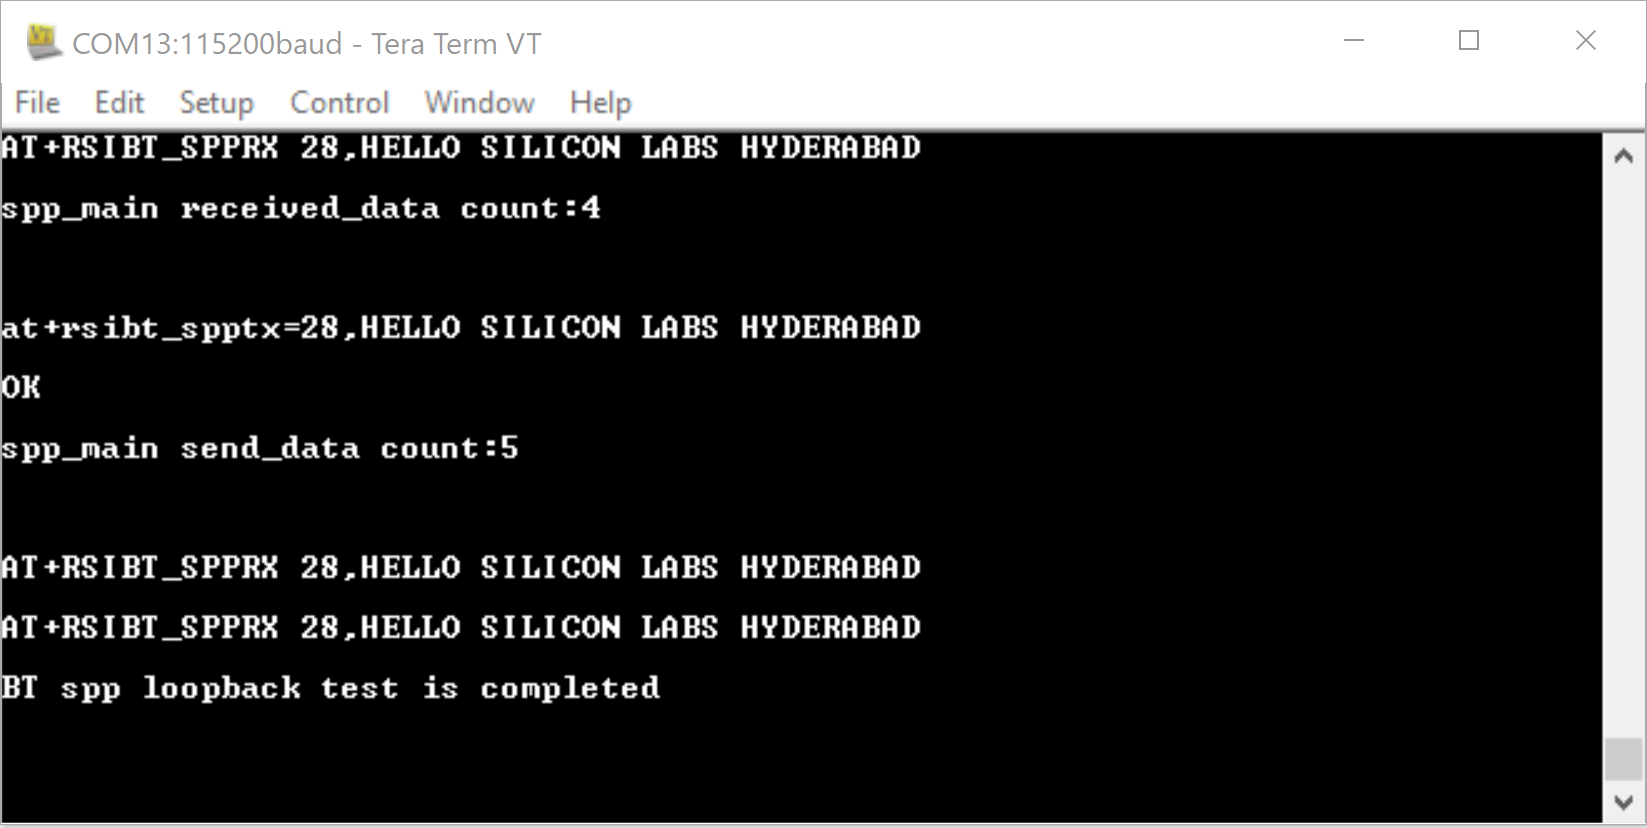 COM13:115200baud - Tera Term VT
File Edit Setup Control Window Help
AT+RSIBT_SPPRX 28,HELLO SILICON LABS HYDERABAD
spp_main received_data count:4
at+rsibt_spptx=28,HELLO SILICON LABS HYDERABAD
OK
spp_main send_data count:5
AT+RSIBT_SPPRX 28,HELLO SILICON LABS HYDERABAD
AT+RSIBT_SPPRX 28,HELLO SILICON LABS HYDERABAD
BT spp loopback test is completed